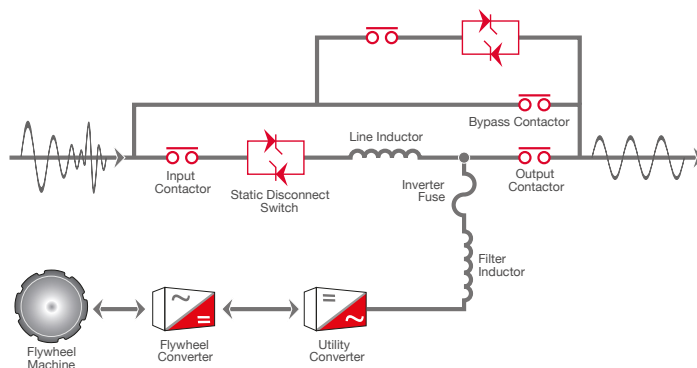 Bypass Contactor
Line Inductor
Input
Contactor
Static Disconnect
Switch
Inverter
Fuse
Output
Contactor
Filter
Inductor
Flywheel
Machine
Flywheel
Converter
Utility
Converter